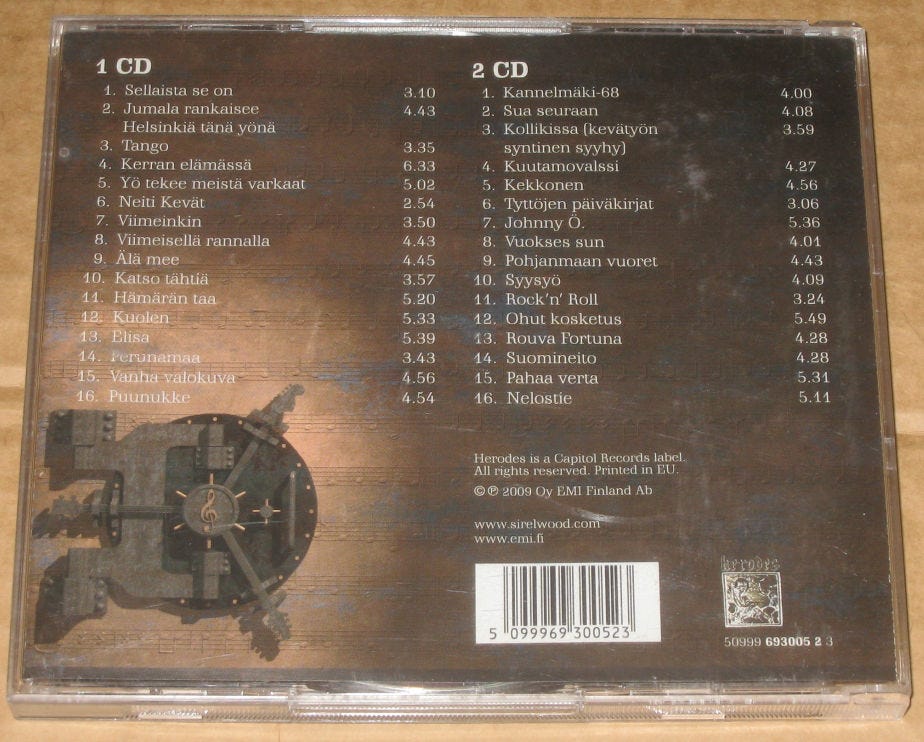 1 CD
1. Sellaista se on 3.10
2. Jumala rankaisee 4.43
Helsinkiä tänä yönä
3. Tango 3.35
4. Kerran elämässä 6.33
5. Yö tekee meistä varkaat 5.02
6. Neiti Kevät 2.54
7. Viimeinkin 3.50
8. Viimeisellä rannalla 4.43
9. Älä mee 4.45
10. Katso tähtiä 3.57
11. Hämärän taa 5.20
12. Kuolen 5.33
13. Elisa 5.39
14. Perunamaa 3.43
15. Vanha valokuva 4.56
16. Puunukke 4.54
2 CD
1. Kannelmäki-68 4.00
2. Sua seuraan 4.08
3. Kollikissa (kevätyön 3.59
syntinen syyhy)
4. Kuutamovalssi 4.27
5. Kekkonen 4.56
6. Tyttöjen päiväkirjat 3.06
7. Johnny Ö. 5.36
8. Vuokses sun 4.01
9. Pohjanmaan vuoret 4.43
10. Syysyö 4.09
11. Rock'n' Roll 3.24
12. Ohut kosketus 5.49
13. Rouva Fortuna 4.28
14. Suomineito 4.28
15. Pahaa verta 5.31
16. Nelostie 5.11
Herodes is a Capitol Records label.
All rights reserved. Printed in EU.
©℗ 2009 Oy EMI Finland Ab
www.sirelwood.com
www.emi.fi
5 099969 300523
herodes
50999 693005 2 3